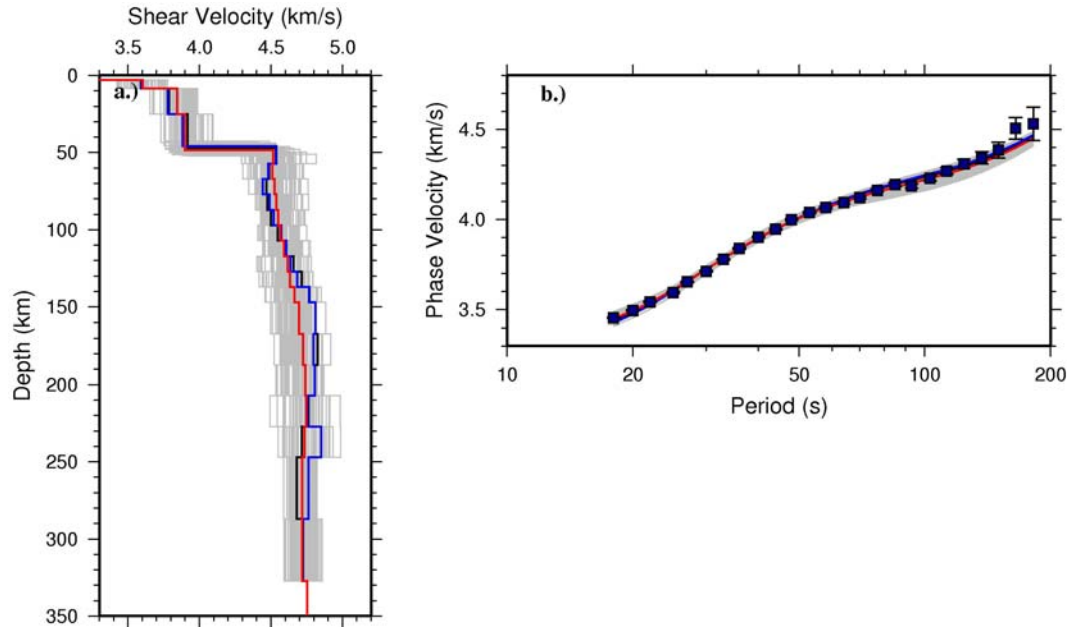 Shear Velocity (km/s)
3.5 4.0 4.5 5.0
0
50
100
150
200
250
300
350
Depth (km)
a.)
b.)
4.5
4.0
3.5
Phase Velocity (km/s)
10 20 50 100 200
Period (s)